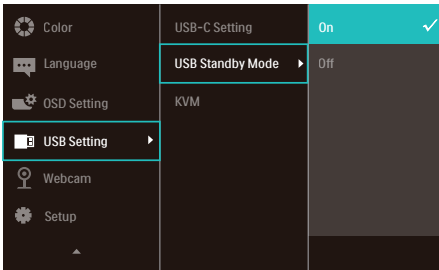 Color
Language
OSD Setting
USB Setting
Webcam
Setup
USB-C Setting
USB Standby Mode
KVM
On
Off